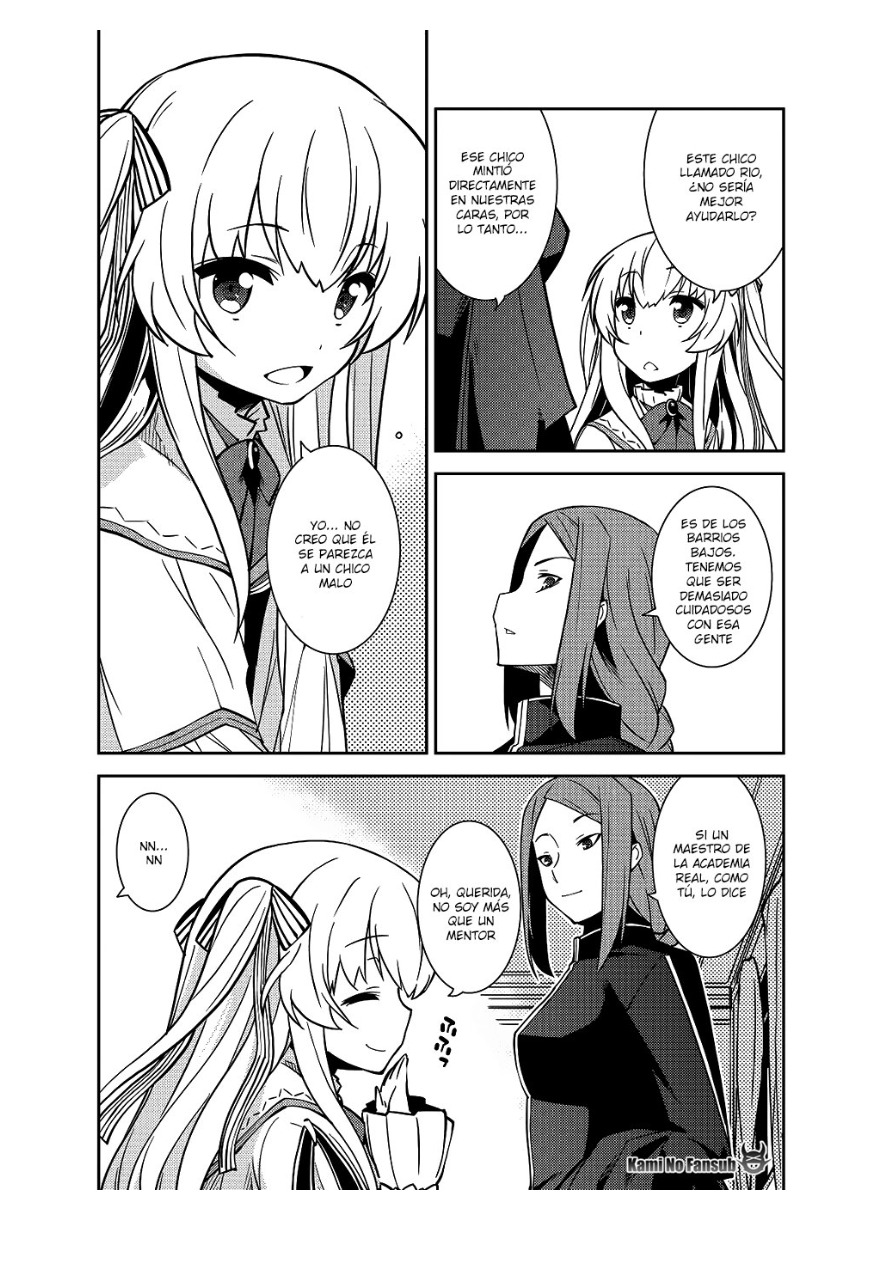 ESTE CHICO
LLAMADO RIO,
¿NO SERÍA
MEJOR
AYUDARLO?
ESE CHICO
MINTIÓ
DIRECTAMENTE
EN NUESTRAS
CARAS, POR
LO TANTO...
ES DE LOS
BARRIOS
BAJOS.
TENEMOS
QUE SER
DEMASIADO
CUIDADOSOS
CON ESA
GENTE
YO... NO
CREO QUE ÉL
SE PAREZCA
A UN CHICO
MALO
SI UN
MAESTRO DE
LA ACADEMIA
REAL, COMO
TÚ, LO DICE
OH, QUERIDA,
NO SOY MÁS
QUE UN
MENTOR
NN...
NN
Kami No Fansub